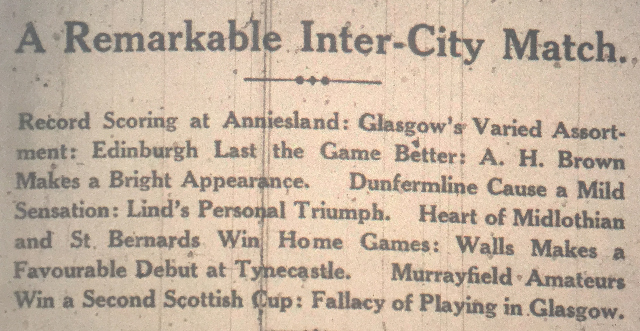 A Remarkable Inter-City Match.
Record Scoring at Anniesland: Glasgow's Varied Assort-
ment: Edinburgh Last the Game Better: A. H. Brown
Makes a Bright Appearance. Dunfermline Cause a Mild
Sensation: Lind's Personal Triumph. Heart of Midlothian
and St. Bernards Win Home Games: Walls Makes a
Favourable Debut at Tynecastle. Murrayfield Amateurs
Win a Second Scottish Cup: Fallacy of Playing in Glasgow.